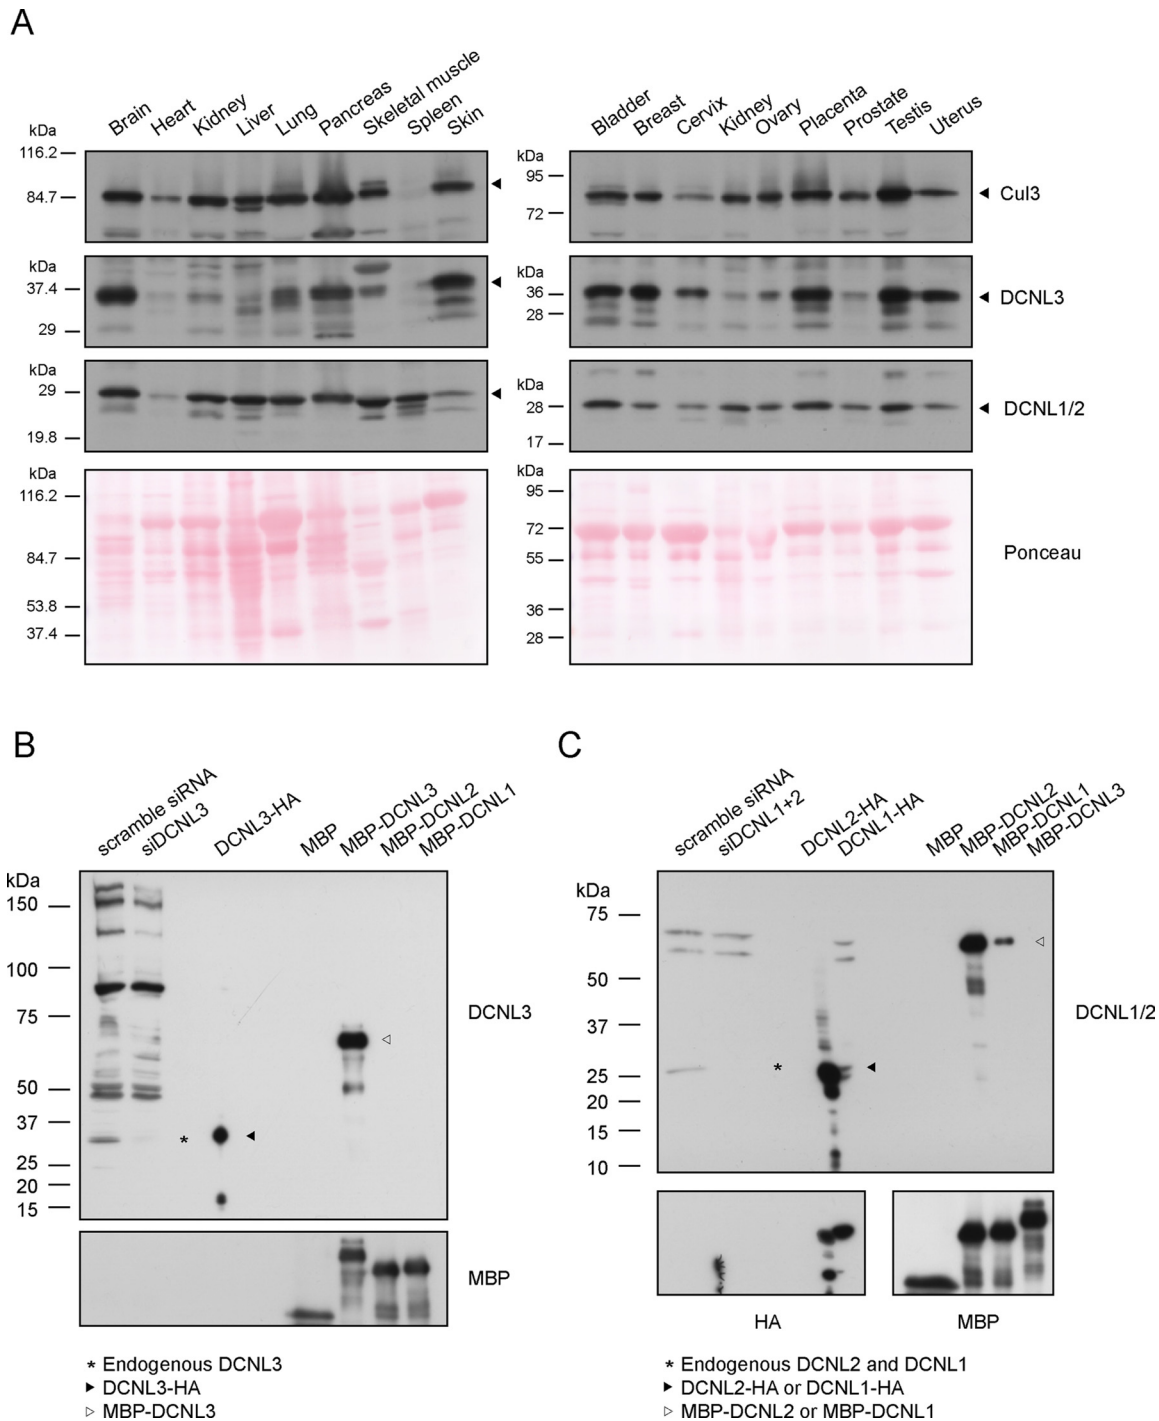 A
Brain Heart Kidney Liver Lung Pancreas Skeletal muscle Spleen Skin
Bladder Breast Cervix Kidney Ovary Placenta Prostate Testis Uterus
kDa
116.2
84.7
kDa
95
72
Cul3
kDa
37.4
29
kDa
36
28
DCNL3
kDa
29
19.8
kDa
28
17
DCNL1/2
kDa
116.2
84.7
53.8
37.4
kDa
95
72
55
36
28
Ponceau
B
scramble siRNA siDCNL3 DCNL3-HA MBP MBP-DCNL3 MBP-DCNL2 MBP-DCNL1
kDa
150
100
75
50
37
25
20
15
*
DCNL3
MBP
* Endogenous DCNL3
DCNL3-HA
MBP-DCNL3
C
scramble siRNA siDCNL1+2 DCNL2-HA DCNL1-HA MBP MBP-DCNL2 MBP-DCNL1 MBP-DCNL3
kDa
75
50
37
25
20
15
10
*
DCNL1/2
HA
MBP
* Endogenous DCNL2 and DCNL1
DCNL2-HA or DCNL1-HA
MBP-DCNL2 or MBP-DCNL1